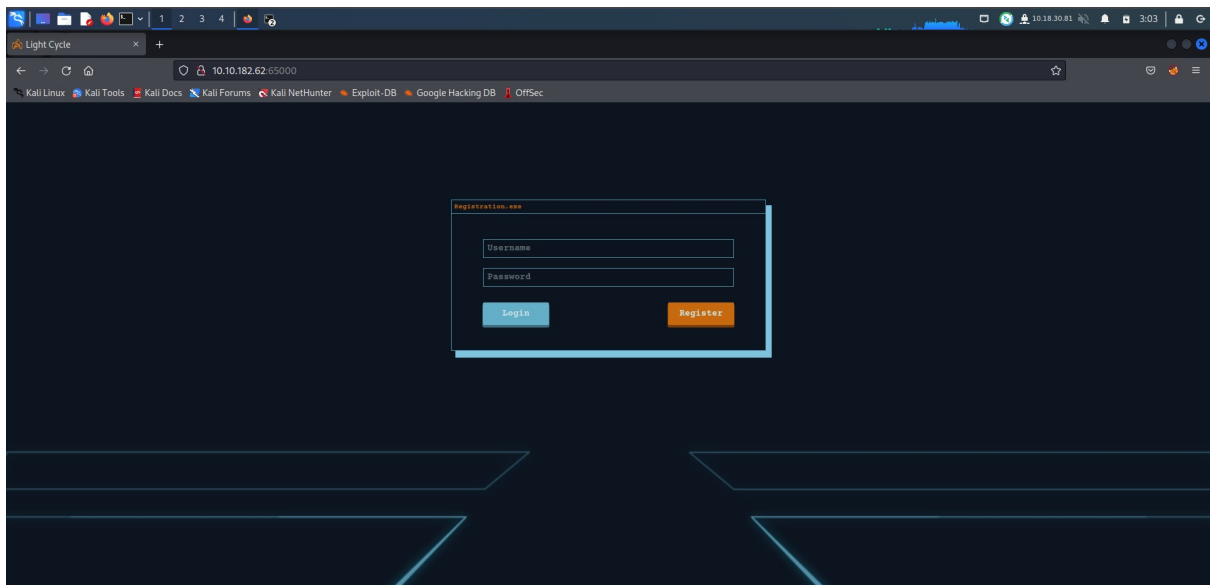 1 2 3 4
10.18.30.81 3:03
Light Cycle
10.10.182.62:65000
Kali Linux Kali Tools Kali Docs Kali Forums Kali NetHunter Exploit-DB Google Hacking DB OffSec
Registration.exe
Username
Password
Login Register